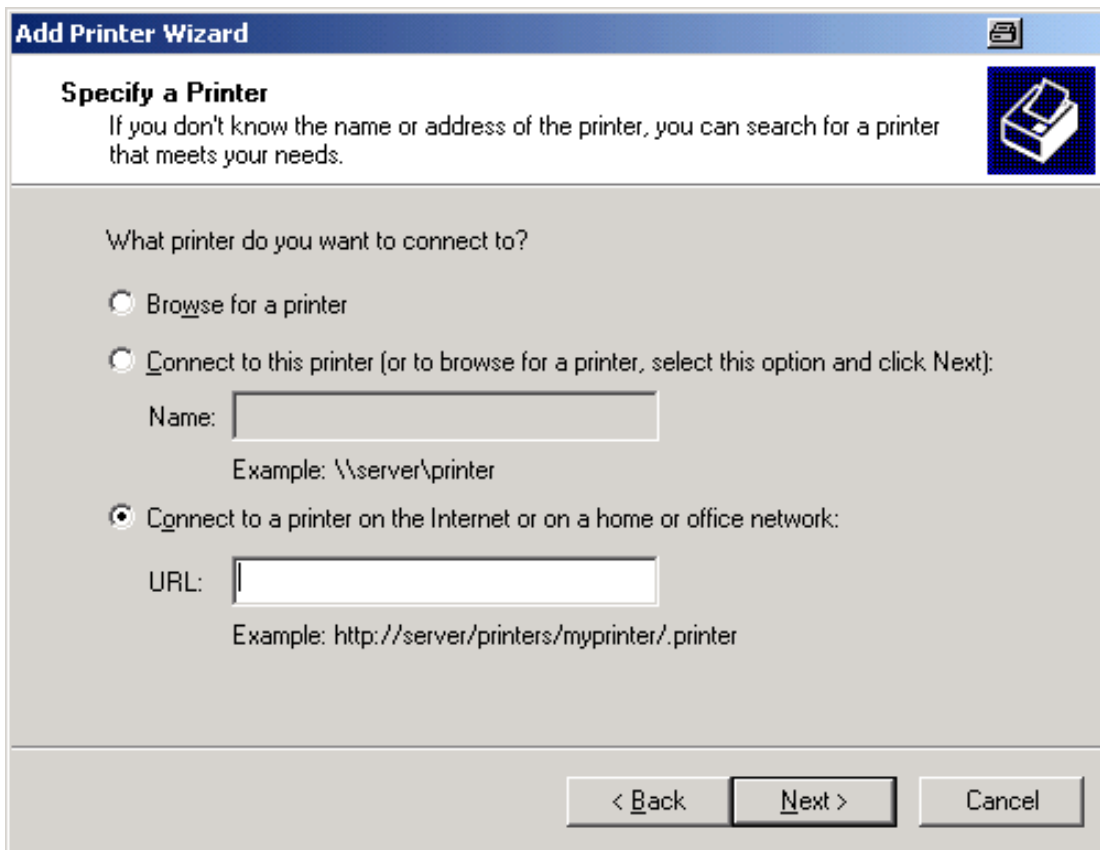 Add Printer Wizard
Specify a Printer
If you don't know the name or address of the printer, you can search for a printer
that meets your needs.
What printer do you want to connect to?
Browse for a printer
Connect to this printer (or to browse for a printer, select this option and click Next):
Name:
Example: \\server\printer
Connect to a printer on the Internet or on a home or office network:
URL:
Example: http://server/printers/myprinter/.printer
< Back Next > Cancel